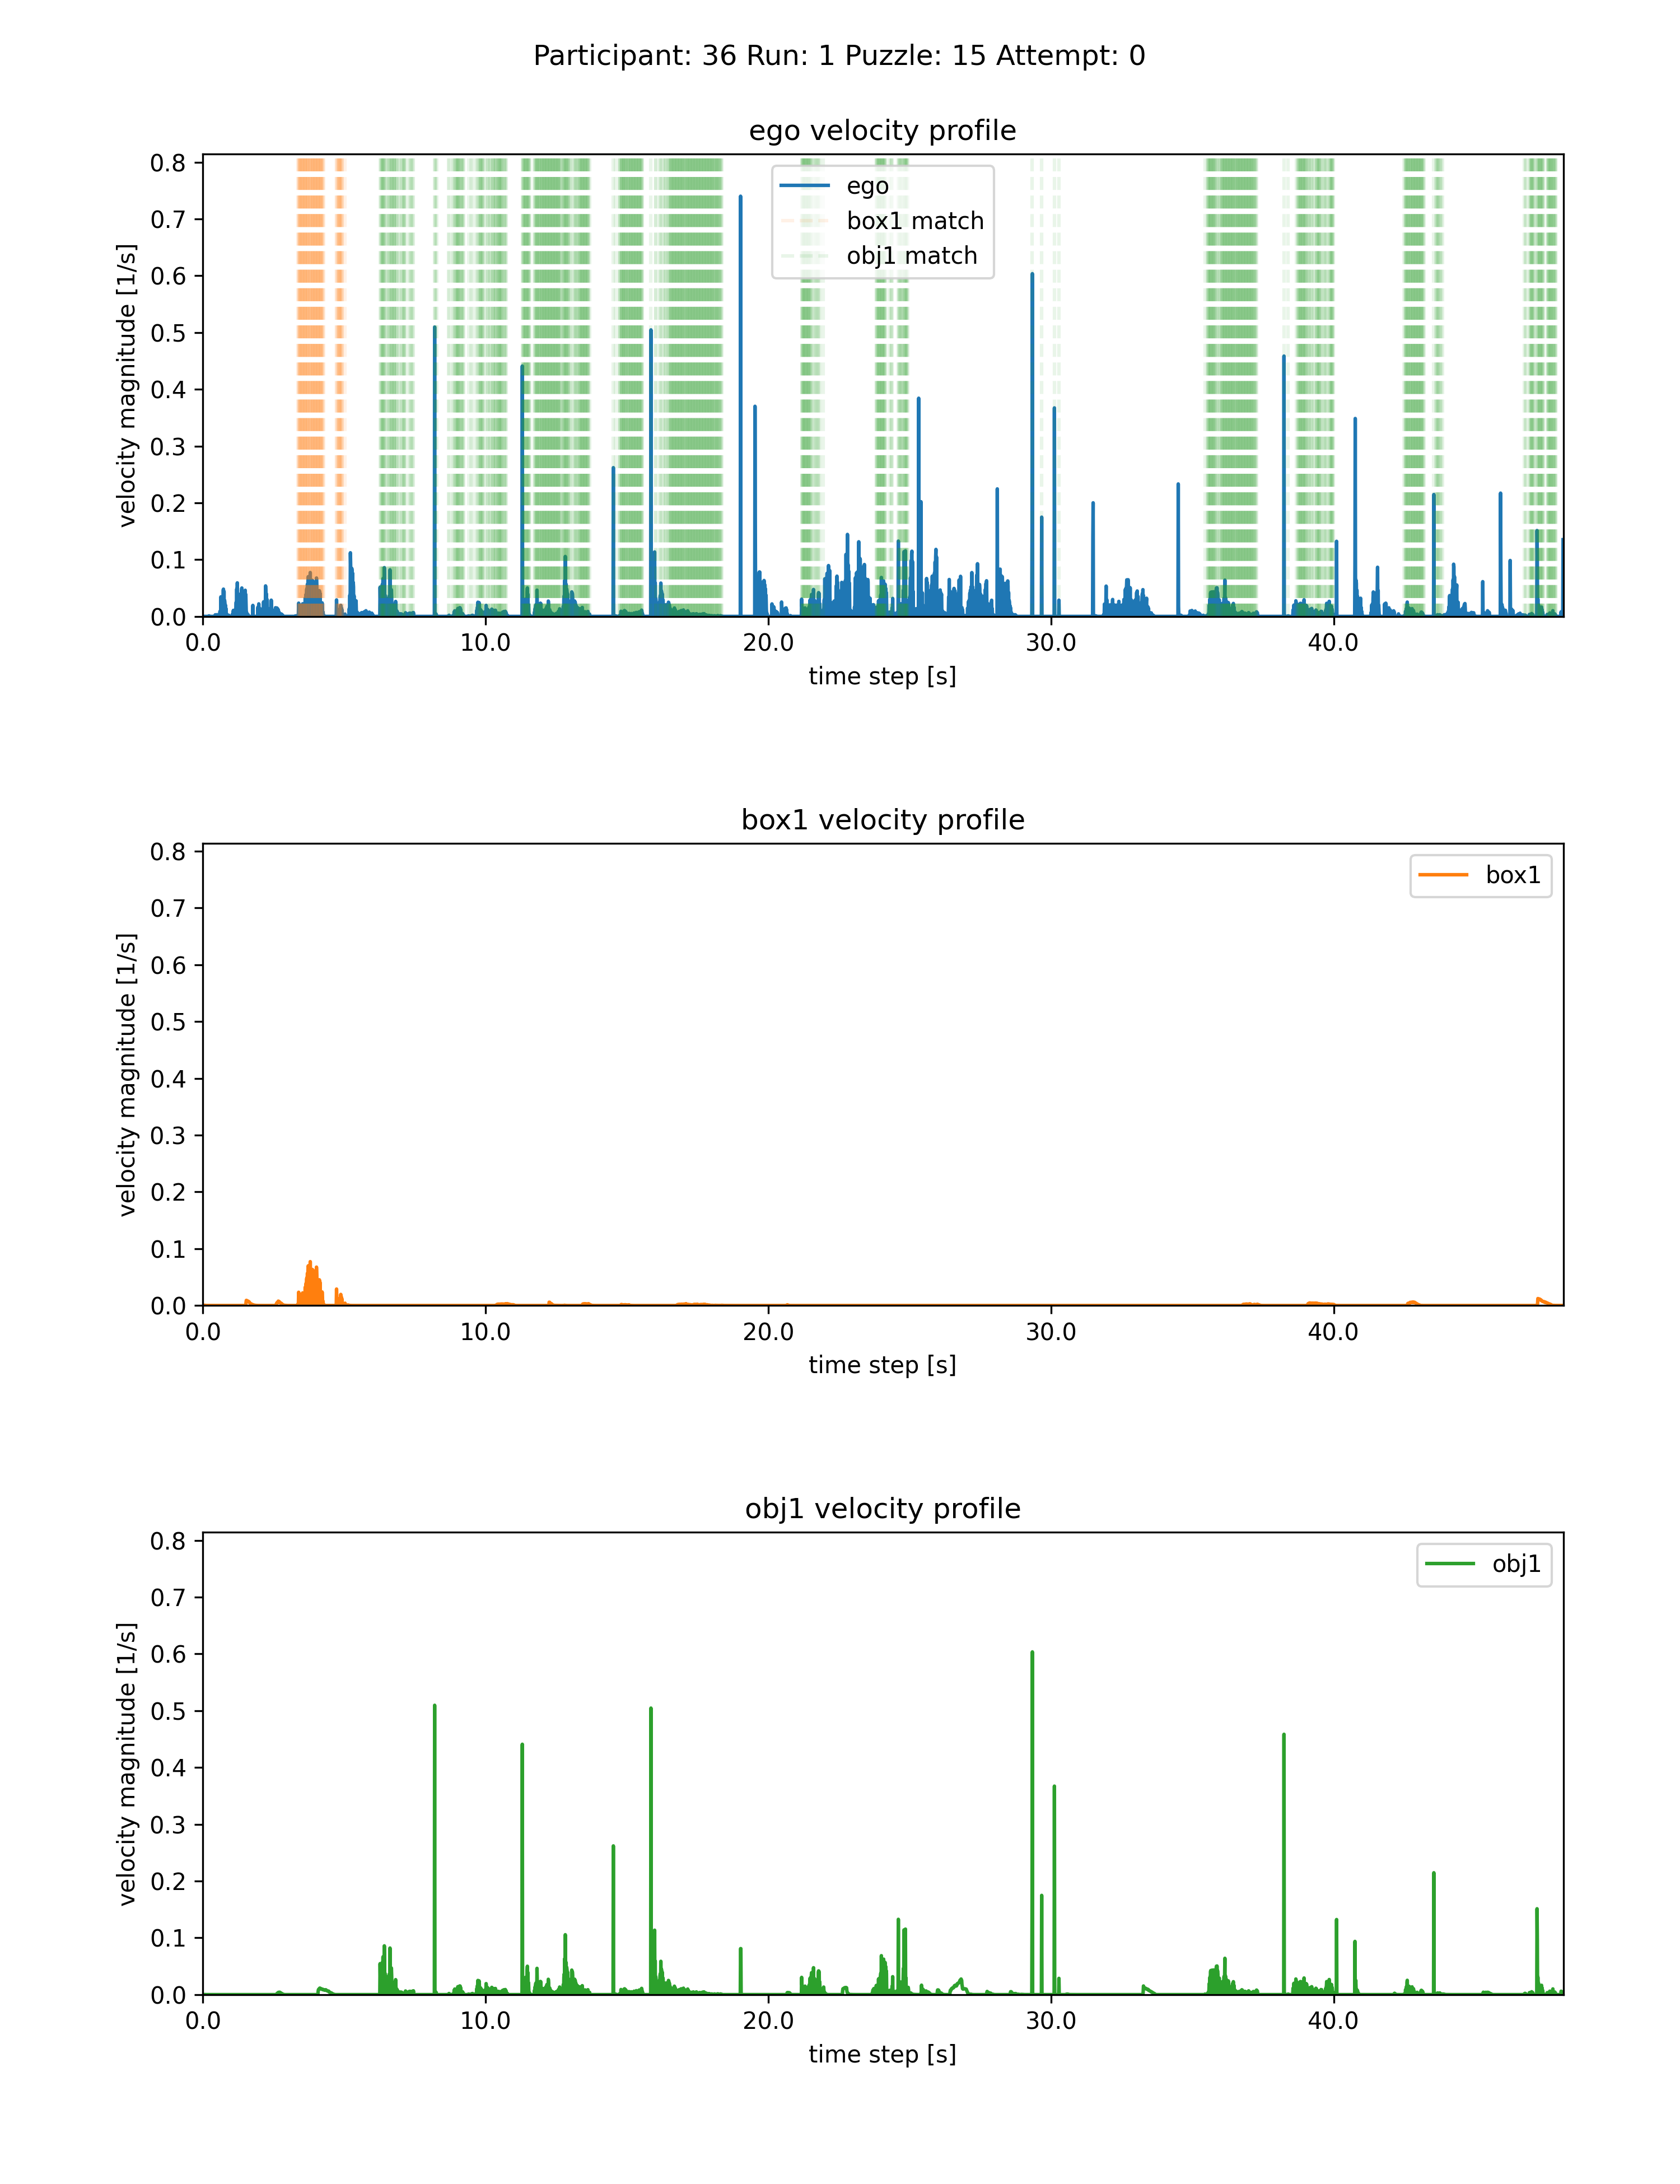 Participant: 36 Run: 1 Puzzle: 15 Attempt: 0
ego velocity profile
velocity magnitude [1/s]
0.8
0.7
0.6
0.5
0.4
0.3
0.2
0.1
0.0
ego
box1 match
obj1 match
0.0 10.0 20.0 30.0 40.0
time step [s]
box1 velocity profile
velocity magnitude [1/s]
0.8
0.7
0.6
0.5
0.4
0.3
0.2
0.1
0.0
box1
0.0 10.0 20.0 30.0 40.0
time step [s]
obj1 velocity profile
velocity magnitude [1/s]
0.8
0.7
0.6
0.5
0.4
0.3
0.2
0.1
0.0
obj1
0.0 10.0 20.0 30.0 40.0
time step [s]